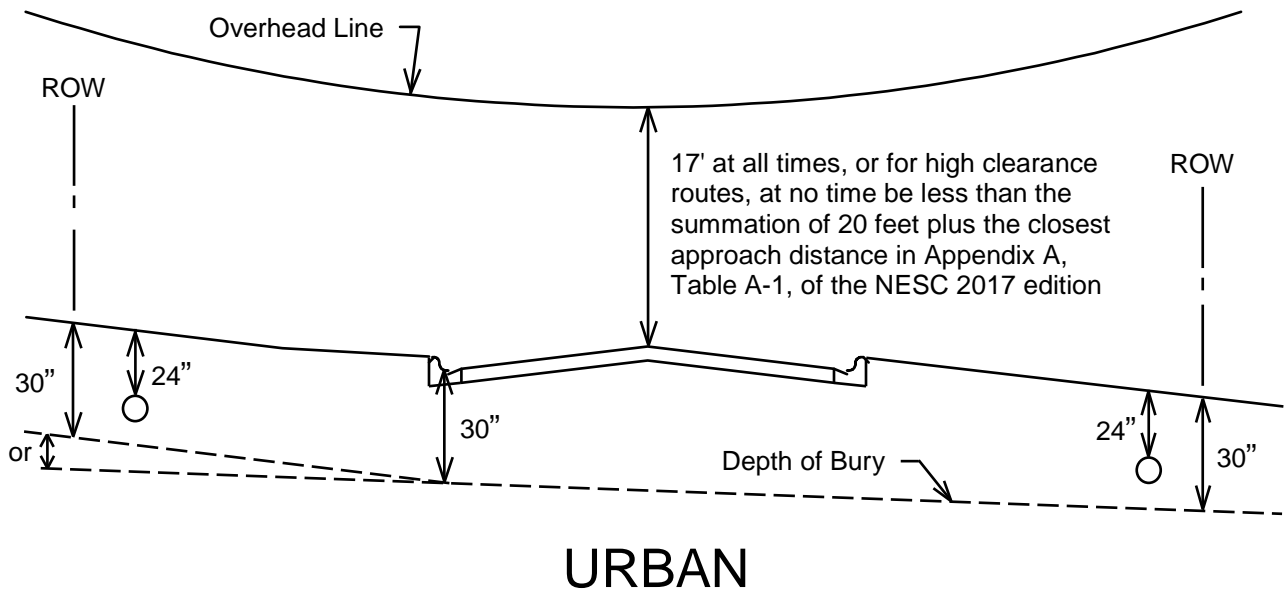 Overhead Line
ROW
17' at all times, or for high clearance
routes, at no time be less than the
summation of 20 feet plus the closest
approach distance in Appendix A,
Table A-1, of the NESC 2017 edition
ROW
30”
24”
30”
or
Depth of Bury
24”
30”
URBAN